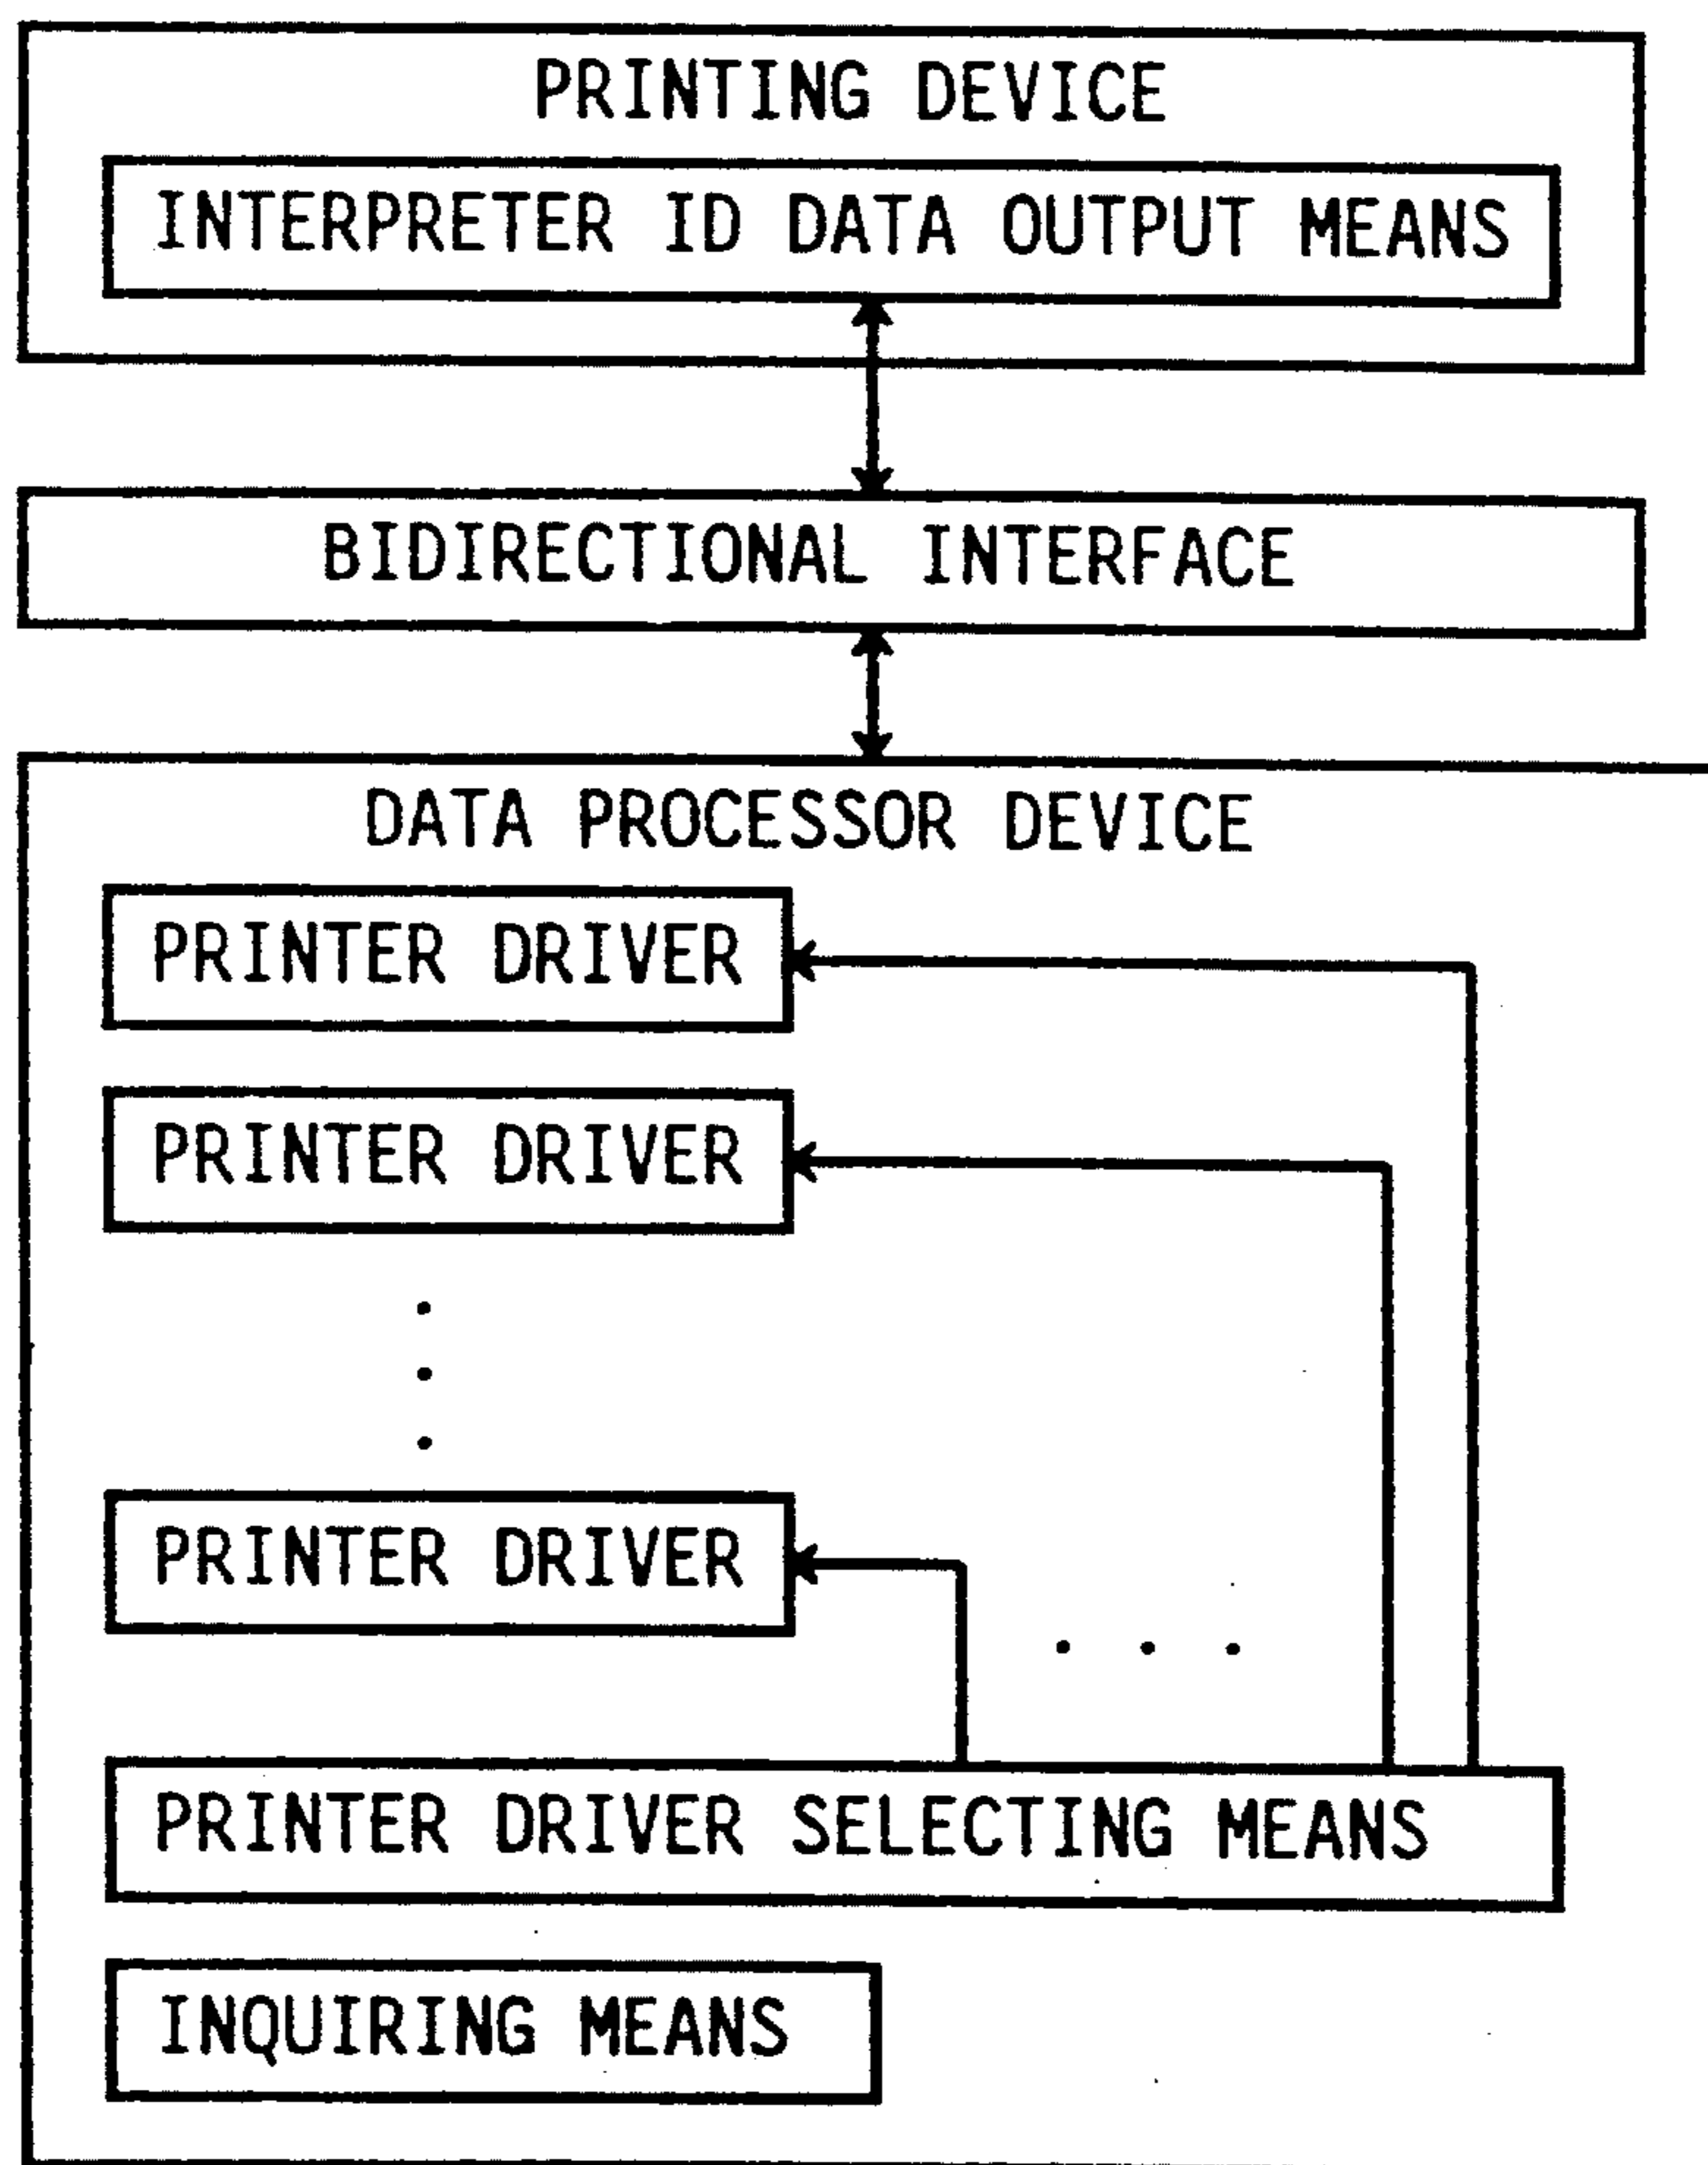 PRINTING DEVICE
INTERPRETER ID DATA OUTPUT MEANS
BIDIRECTIONAL INTERFACE
DATA PROCESSOR DEVICE
PRINTER DRIVER
PRINTER DRIVER
PRINTER DRIVER
PRINTER DRIVER SELECTING MEANS
INQUIRING MEANS